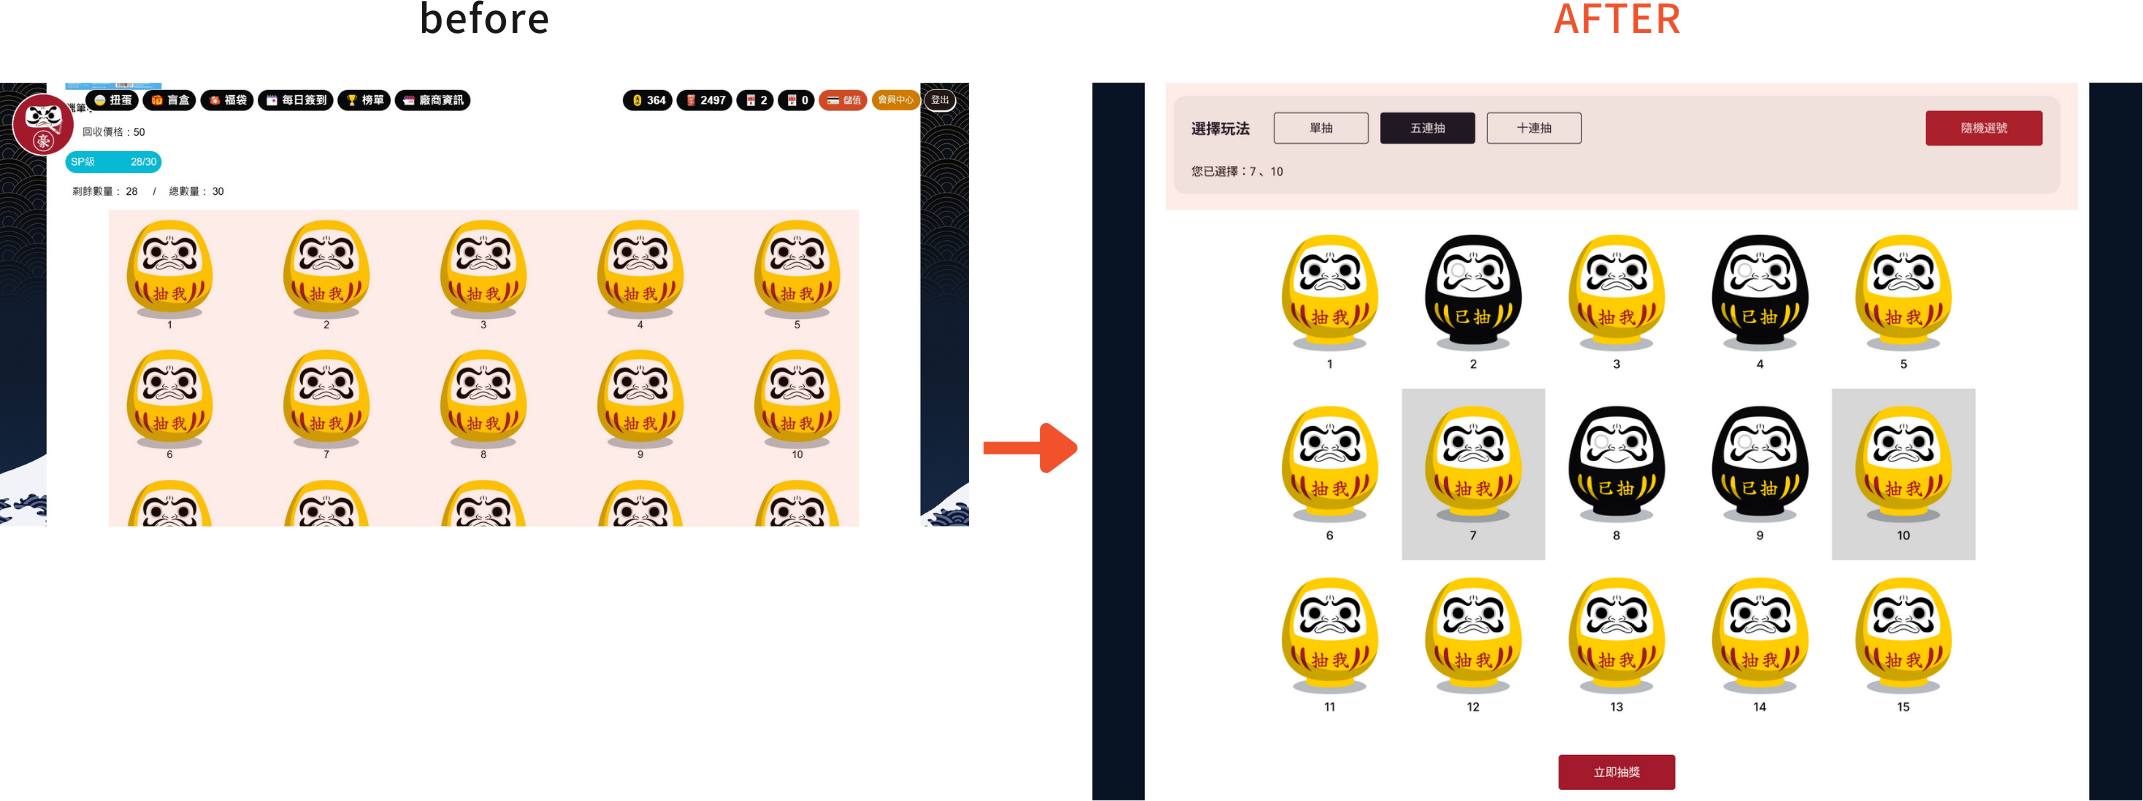 before
AFTER
扭蛋 盲盒 福袋 每日簽到 榜單 廠商資訊 364 2497 2 0 儲值 會員中心 登出
豪
回收價格：50
SP級 28/30
剩餘數量： 28 / 總數量： 30
抽我 抽我 抽我 抽我 抽我
1 2 3 4 5
抽我 抽我 抽我 抽我 抽我
6 7 8 9 10
選擇玩法 單抽 五連抽 十連抽 隨機選號
您已選擇：7、10
抽我 已抽 抽我 已抽 抽我
1 2 3 4 5
抽我 抽我 已抽 已抽 抽我
6 7 8 9 10
抽我 抽我 抽我 抽我 抽我
11 12 13 14 15
立即抽獎